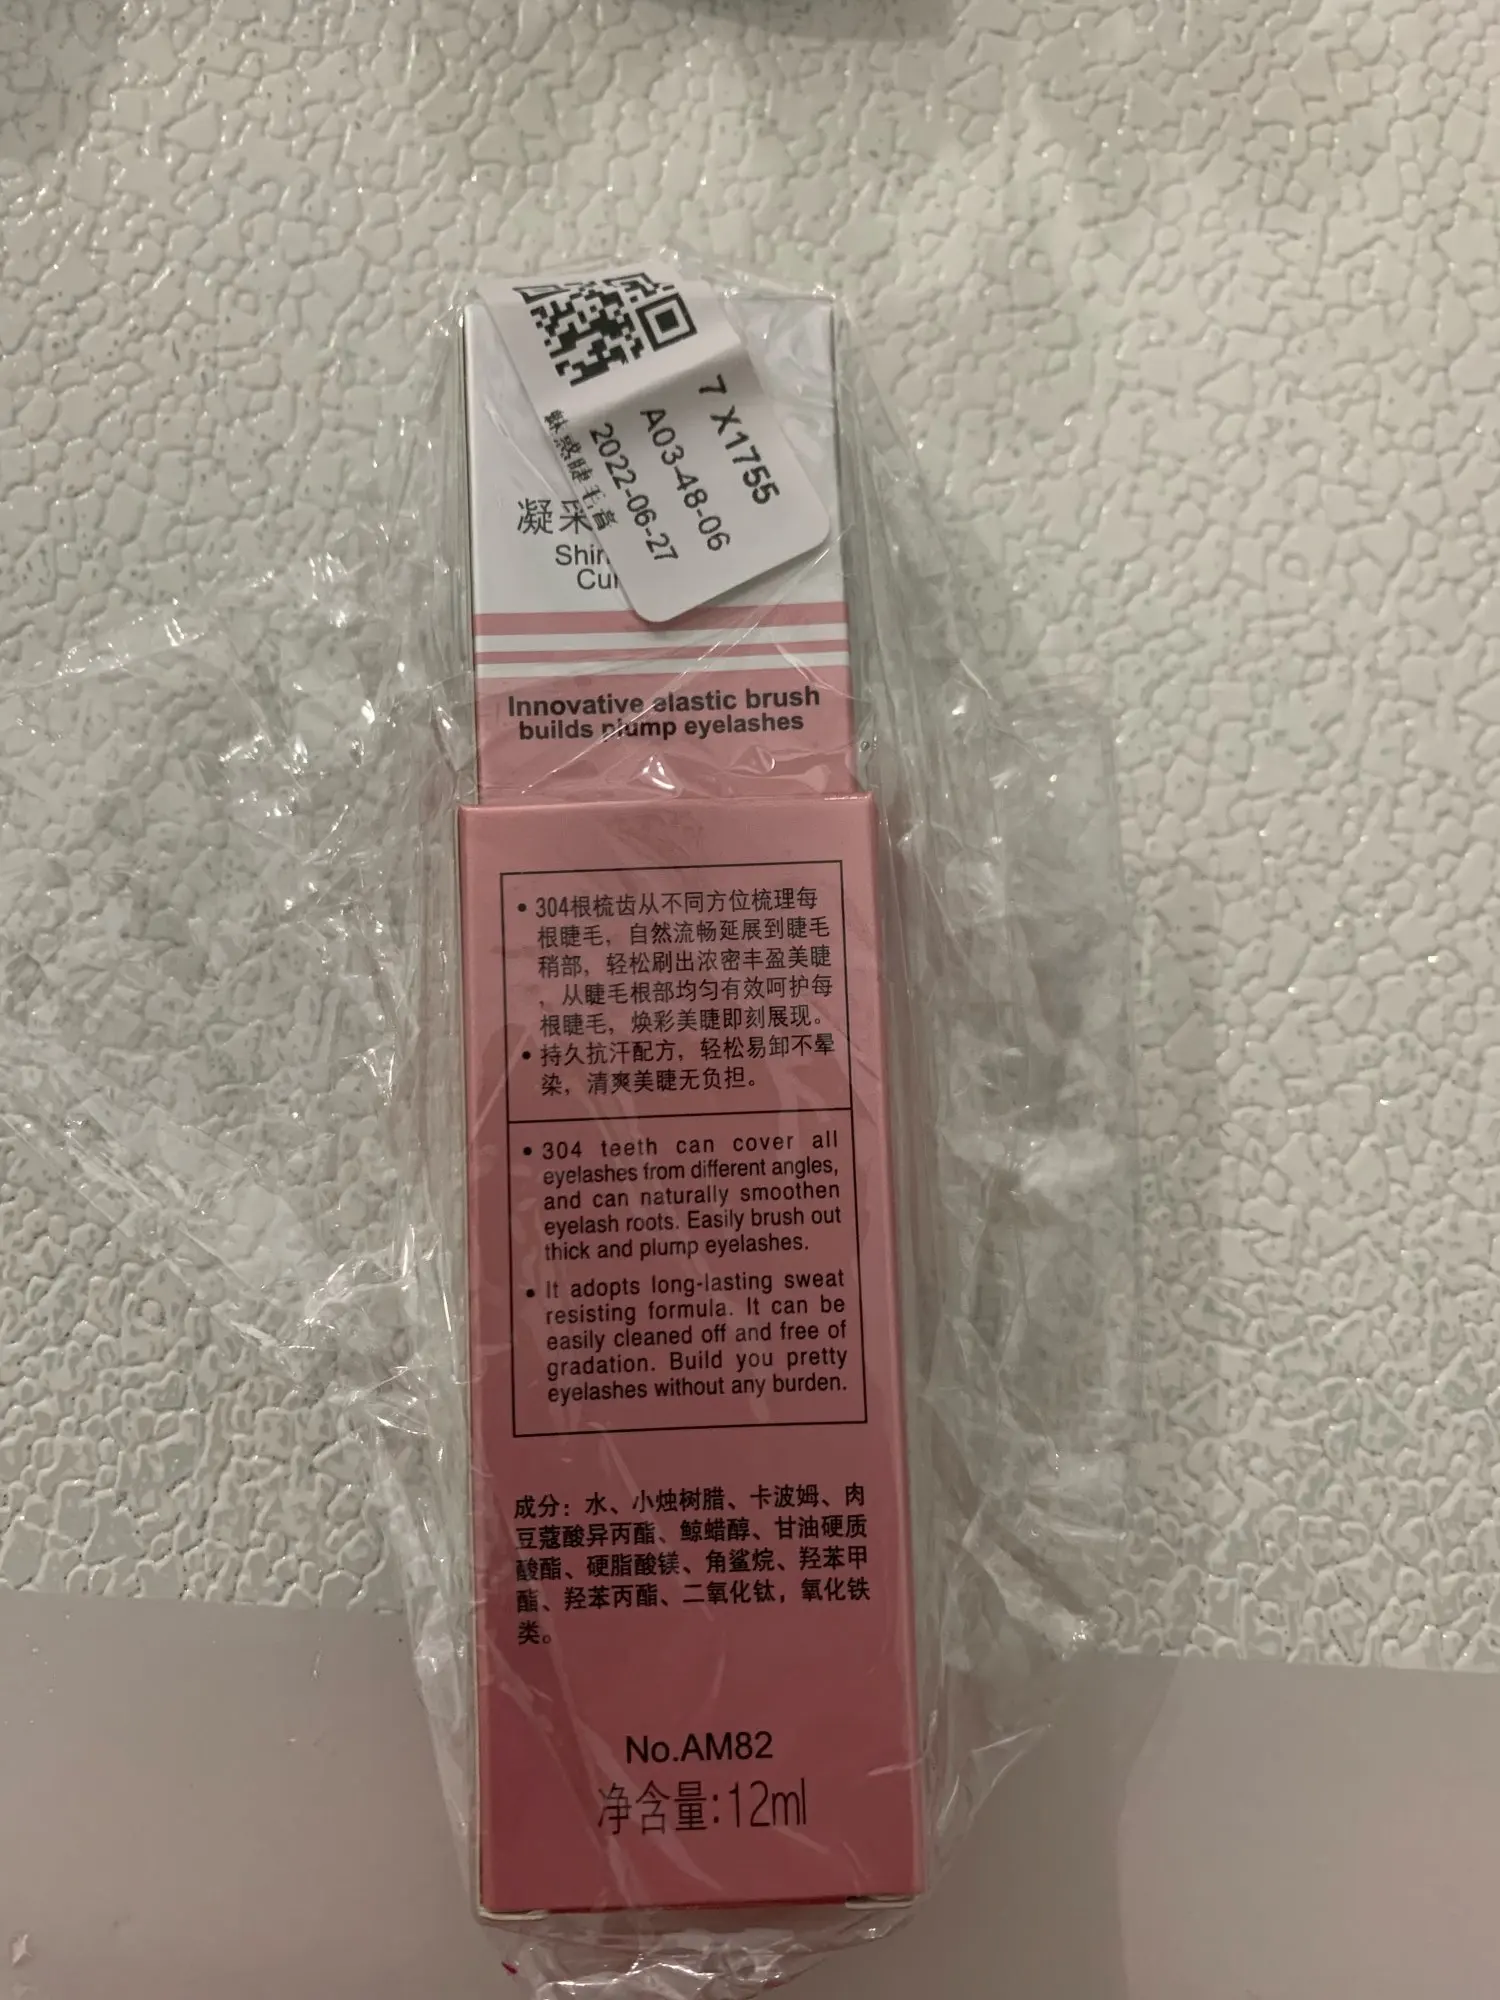 7 X1755
A03-48-06
2022-06-27
魅惑睫毛膏
凝采
Shin
Cur
Innovative elastic brush
builds plump eyelashes
• 304根梳齿从不同方位梳理每
根睫毛，自然流畅延展到睫毛
稍部，轻松刷出浓密丰盈美睫
，从睫毛根部均匀有效呵护每
根睫毛，焕彩美睫即刻展现。
• 持久抗汗配方，轻松易卸不晕
染，清爽美睫无负担。
• 304 teeth can cover all
eyelashes from different angles,
and can naturally smoothen
eyelash roots. Easily brush out
thick and plump eyelashes.
• It adopts long-lasting sweat
resisting formula. It can be
easily cleaned off and free of
gradation. Build you pretty
eyelashes without any burden.
成分：水、小烛树腊、卡波姆、肉
豆蔻酸异丙酯、鲸蜡醇、甘油硬质
酸酯、硬脂酸镁、角鲨烷、羟苯甲
酯、羟苯丙酯、二氧化钛，氧化铁
类。
No.AM82
净含量:12ml